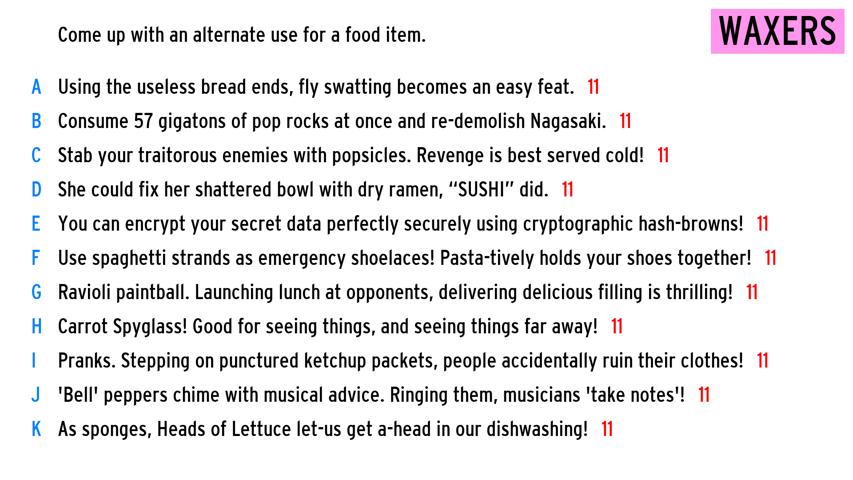 Come up with an alternate use for a food item.
WAXERS
A Using the useless bread ends, fly swatting becomes an easy feat. 11
B Consume 57 gigatons of pop rocks at once and re-demolish Nagasaki. 11
C Stab your traitorous enemies with popsicles. Revenge is best served cold! 11
D She could fix her shattered bowl with dry ramen, “SUSHI” did. 11
E You can encrypt your secret data perfectly securely using cryptographic hash-browns! 11
F Use spaghetti strands as emergency shoelaces! Pasta-tively holds your shoes together! 11
G Ravioli paintball. Launching lunch at opponents, delivering delicious filling is thrilling! 11
H Carrot Spyglass! Good for seeing things, and seeing things far away! 11
I Pranks. Stepping on punctured ketchup packets, people accidentally ruin their clothes! 11
J 'Bell' peppers chime with musical advice. Ringing them, musicians 'take notes'! 11
K As sponges, Heads of Lettuce let-us get a-head in our dishwashing! 11